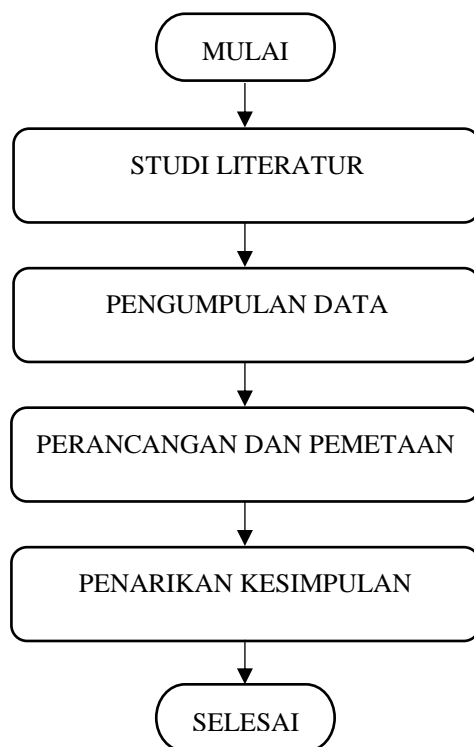 MULAI
STUDI LITERATUR
PENGUMPULAN DATA
PERANCANGAN DAN PEMETAAN
PENARIKAN KESIMPULAN
SELESAI